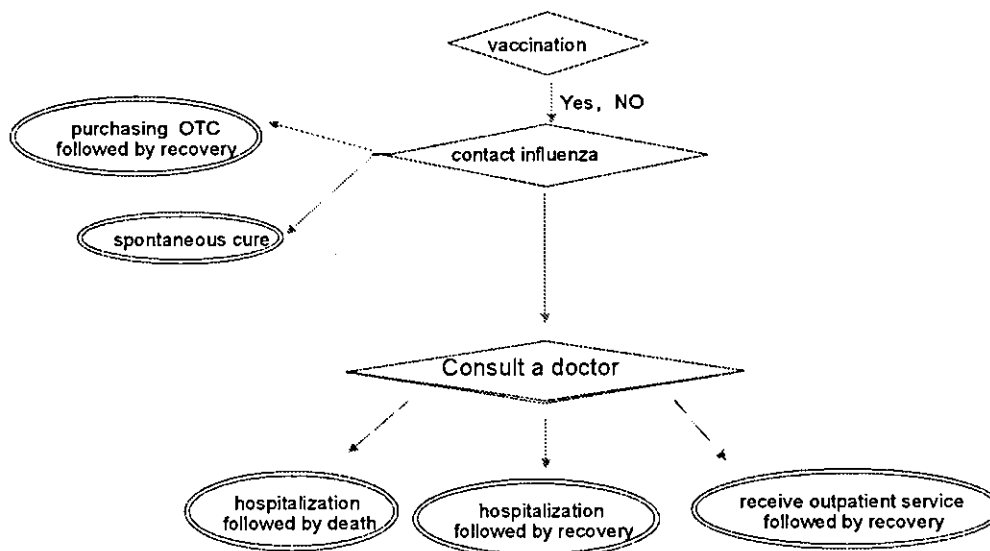 vaccination
Yes, NO
purchasing OTC
followed by recovery
contact influenza
spontaneous cure
Consult a doctor
hospitalization
followed by death
hospitalization
followed by recovery
receive outpatient service
followed by recovery